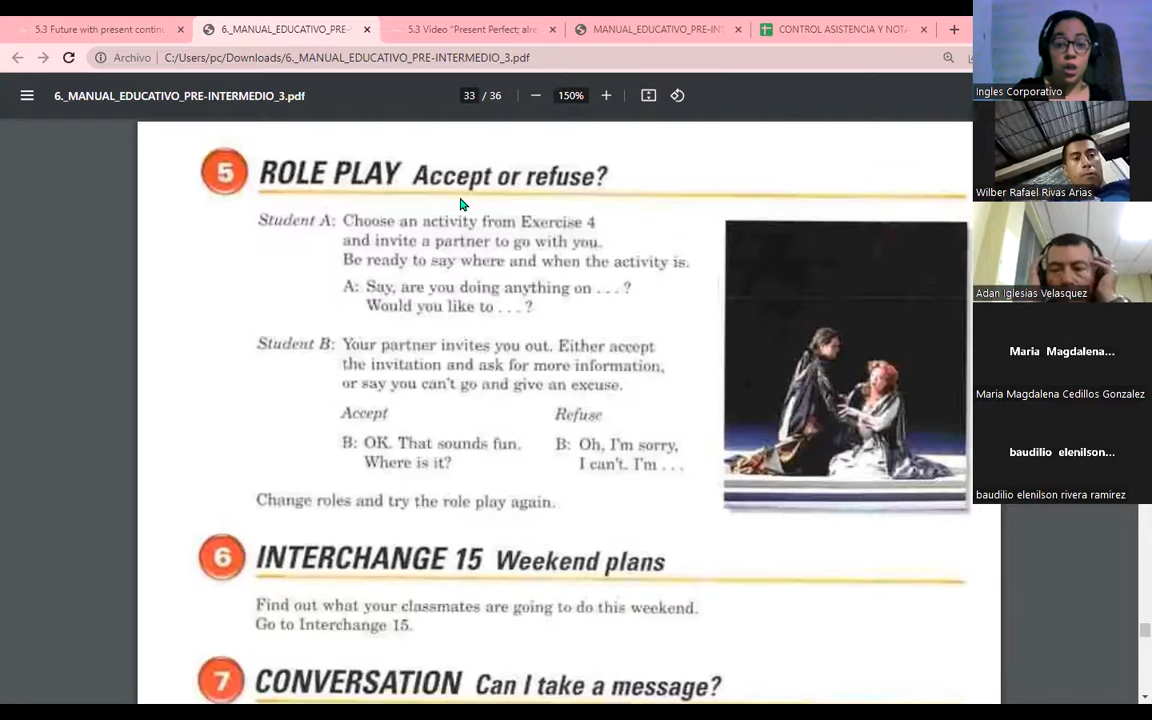 5.3 Future with present continu
6._MANUAL_EDUCATIVO_PRE-
5.3 Video "Present Perfect; alre
MANUAL_EDUCATIVO_PRE-INT
CONTROL ASISTENCIA Y NOTA
Archivo
C:/Users/pc/Downloads/6._MANUAL_EDUCATIVO_PRE-INTERMEDIO_3.pdf
6._MANUAL_EDUCATIVO_PRE-INTERMEDIO_3.pdf
33 / 36
150%
5 ROLE PLAY Accept or refuse?
Student A: Choose an activity from Exercise 4
and invite a partner to go with you.
Be ready to say where and when the activity is.
A: Say, are you doing anything on . . . ?
Would you like to . . . ?
Student B: Your partner invites you out. Either accept
the invitation and ask for more information,
or say you can't go and give an excuse.
Accept Refuse
B: OK. That sounds fun. B: Oh, I'm sorry,
Where is it? I can't. I'm . . .
Change roles and try the role play again.
6 INTERCHANGE 15 Weekend plans
Find out what your classmates are going to do this weekend.
Go to Interchange 15.
7 CONVERSATION Can I take a message?
Ingles Corporativo
Wilber Rafael Rivas Arias
Adan Iglesias Velasquez
Maria Magdalena...
Maria Magdalena Cedillos Gonzalez
baudilio elenilson...
baudilio elenilson rivera ramirez